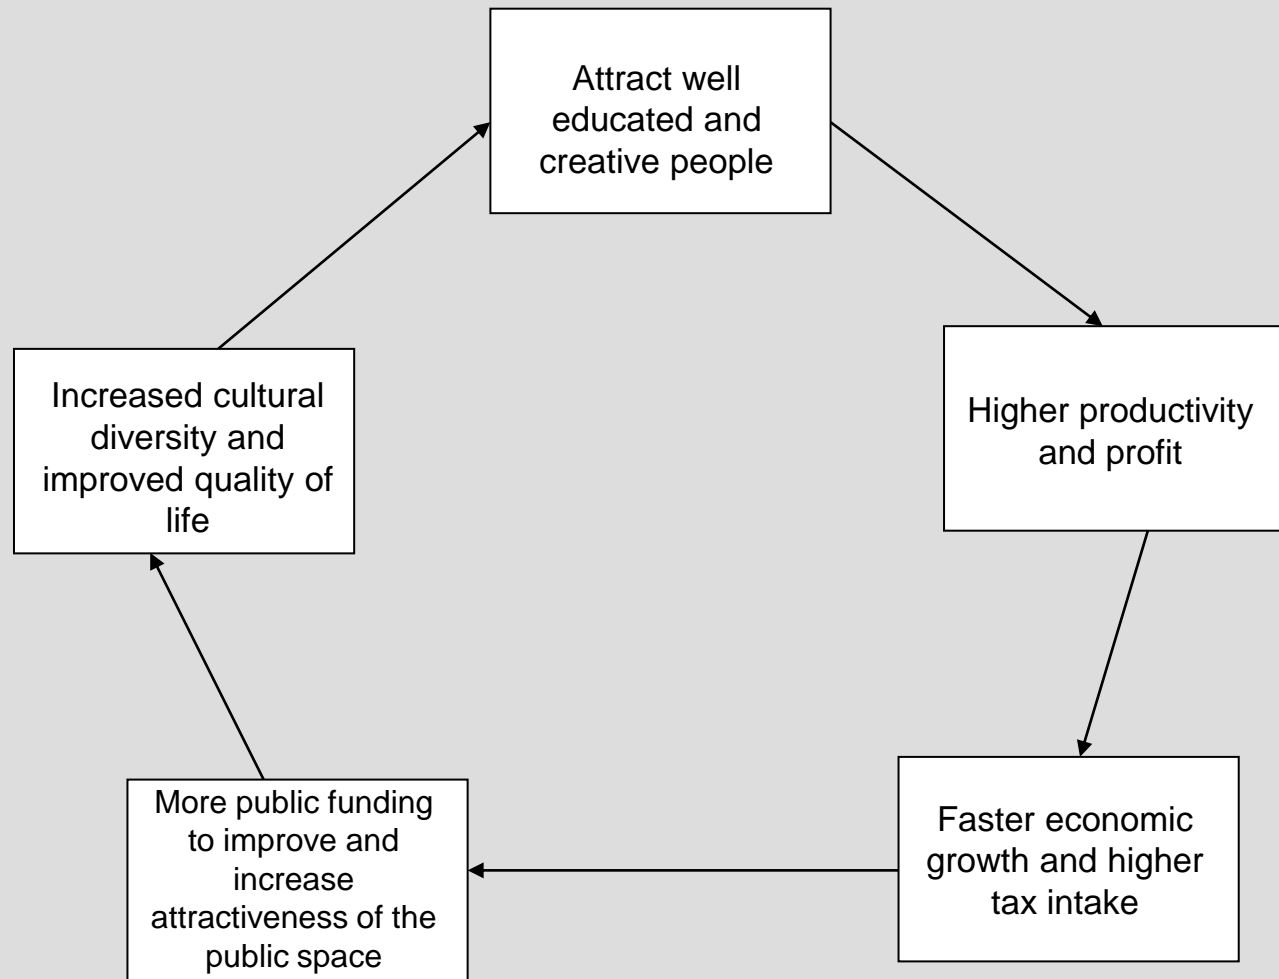 Attract well
educated and
creative people
Higher productivity
and profit
Faster economic
growth and higher
tax intake
More public funding
to improve and
increase
attractiveness of the
public space
Increased cultural
diversity and
improved quality of
life